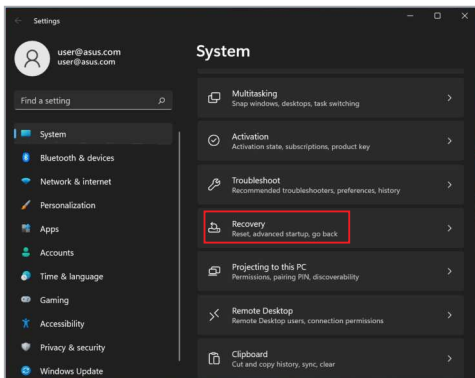 Settings
user@asus.com
user@asus.com
Find a setting
System
Bluetooth & devices
Network & internet
Personalization
Apps
Accounts
Time & language
Gaming
Accessibility
Privacy & security
Windows Update
System
Multitasking
Snap windows, desktops, task switching
Activation
Activation state, subscriptions, product key
Troubleshoot
Recommended troubleshooters, preferences, history
Recovery
Reset, advanced startup, go back
Projecting to this PC
Permissions, pairing PIN, discoverability
Remote Desktop
Remote Desktop users, connection permissions
Clipboard
Cut and copy history, sync, clear